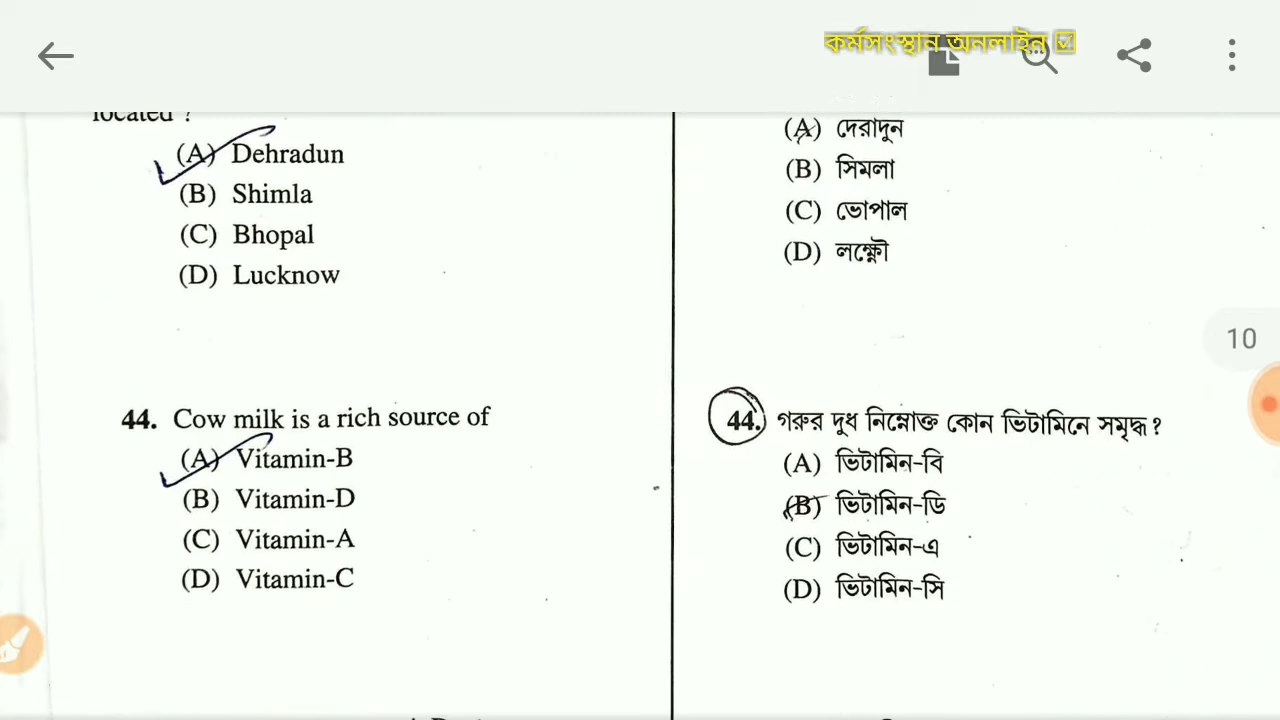 কর্মসংস্থান অনলাইন
located ?
(A) Dehradun
(B) Shimla
(C) Bhopal
(D) Lucknow
44. Cow milk is a rich source of
(A) Vitamin-B
(B) Vitamin-D
(C) Vitamin-A
(D) Vitamin-C
(A) দেরাদুন
(B) সিমলা
(C) ভোপাল
(D) লক্ষ্ণৌ
10
44. গরুর দুধ নিম্নোক্ত কোন ভিটামিনে সমৃদ্ধ ?
(A) ভিটামিন-বি
(B) ভিটামিন-ডি
(C) ভিটামিন-এ
(D) ভিটামিন-সি